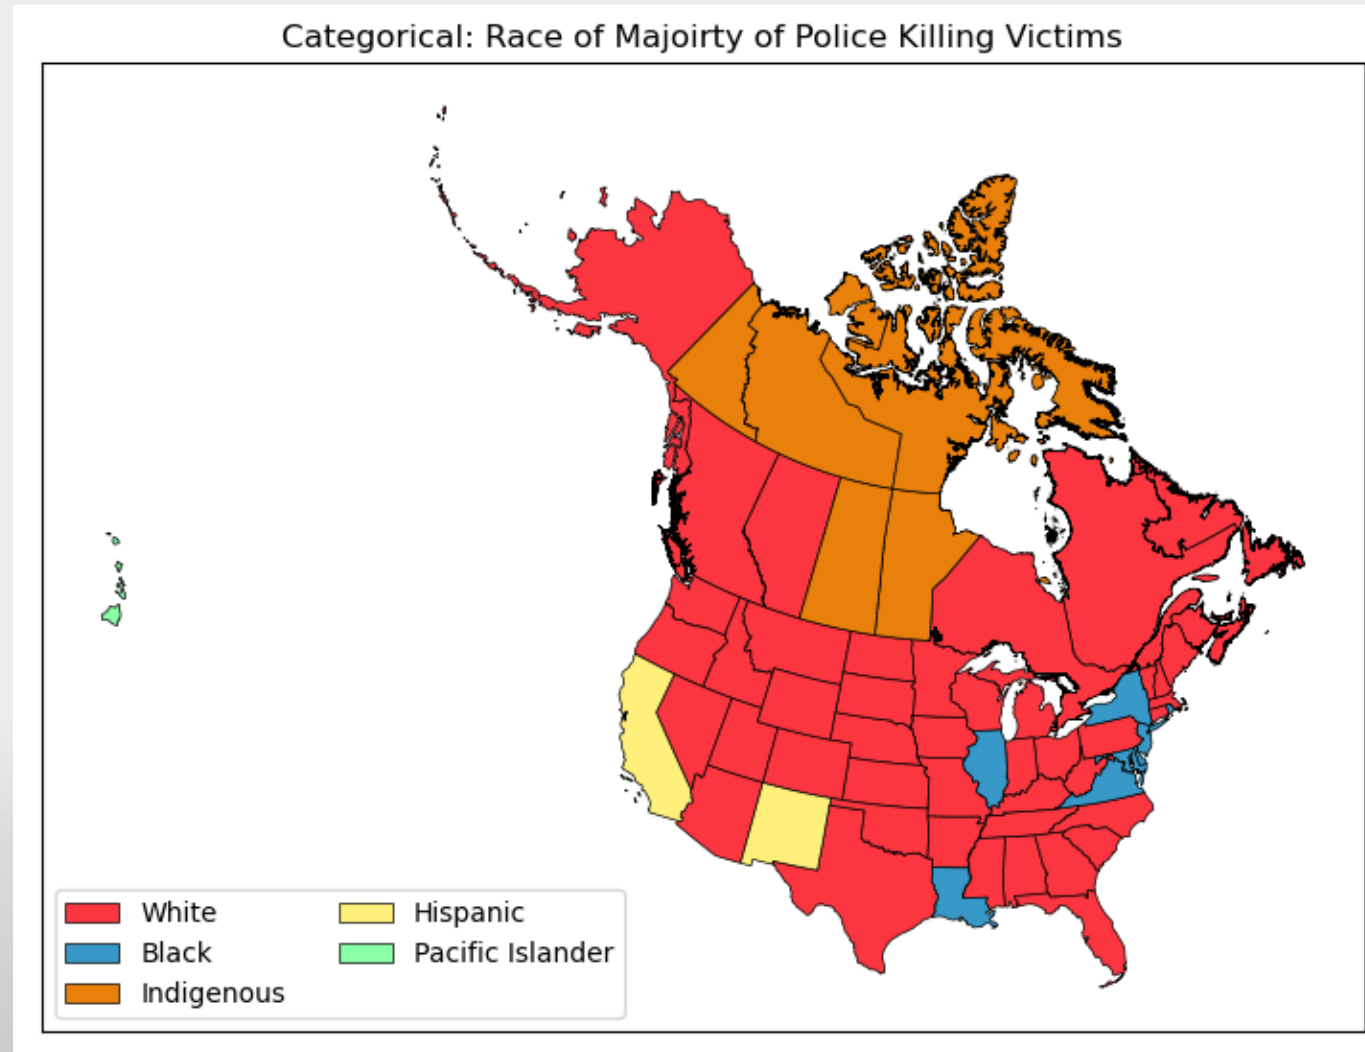 Categorical: Race of Majoirty of Police Killing Victims
White
Black
Indigenous
Hispanic
Pacific Islander